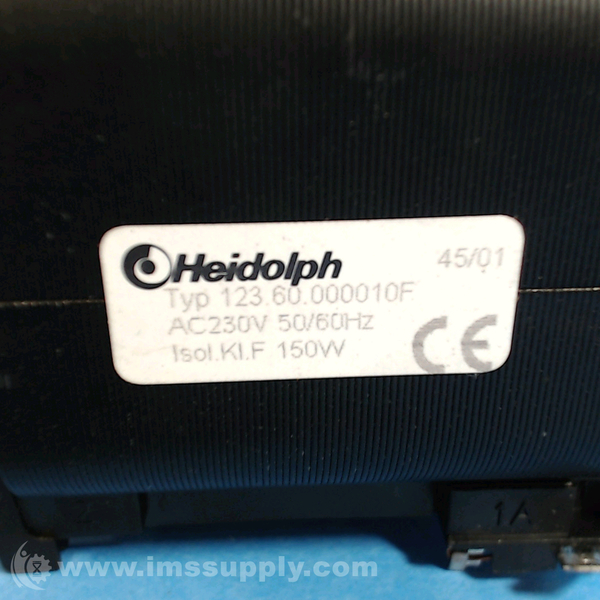 Heidolph 45/01
Typ 123.60.000010F
AC230V 50/60Hz
Isol.Kl.F 150W
CE
1A
F
www.imssupply.com